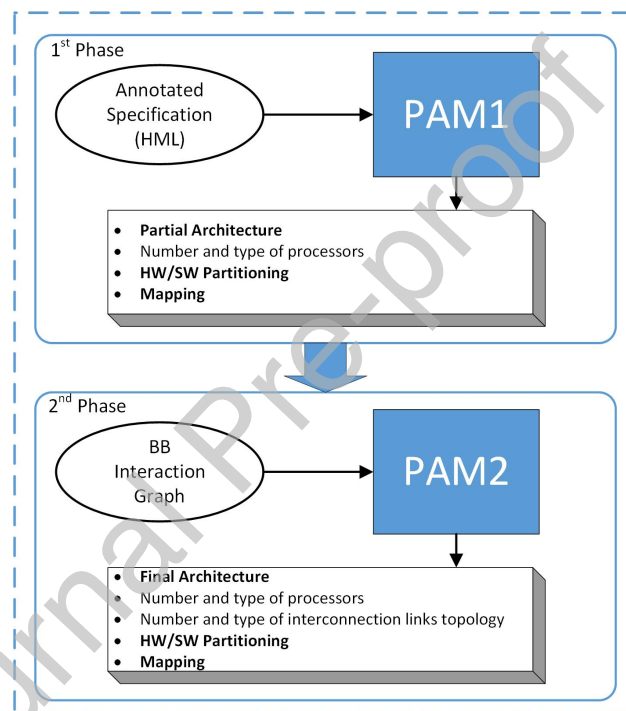 1st Phase
Annotated
Specification
(HML)
PAM1
• Partial Architecture
• Number and type of processors
• HW/SW Partitioning
• Mapping
2nd Phase
BB
Interaction
Graph
PAM2
• Final Architecture
• Number and type of processors
• Number and type of interconnection links topology
• HW/SW Partitioning
• Mapping
urnal Pre-proof